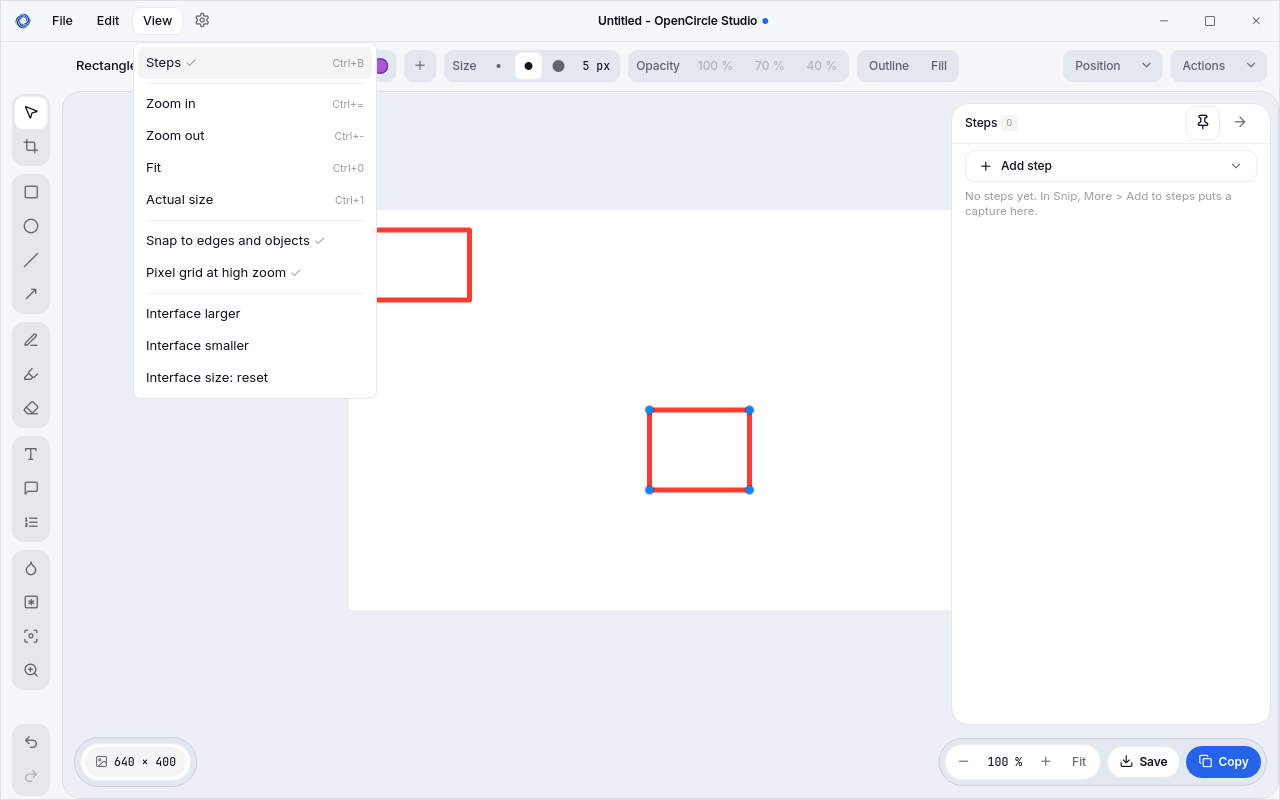 File Edit View
Untitled - OpenCircle Studio
Rectangle
Size 5 px
Opacity 100 % 70 % 40 %
Outline Fill
Position
Actions
Steps Ctrl+B
Zoom in Ctrl+=
Zoom out Ctrl+-
Fit Ctrl+0
Actual size Ctrl+1
Snap to edges and objects
Pixel grid at high zoom
Interface larger
Interface smaller
Interface size: reset
Steps 0
Add step
No steps yet. In Snip, More > Add to steps puts a
capture here.
640 × 400
100 %
Fit
Save
Copy